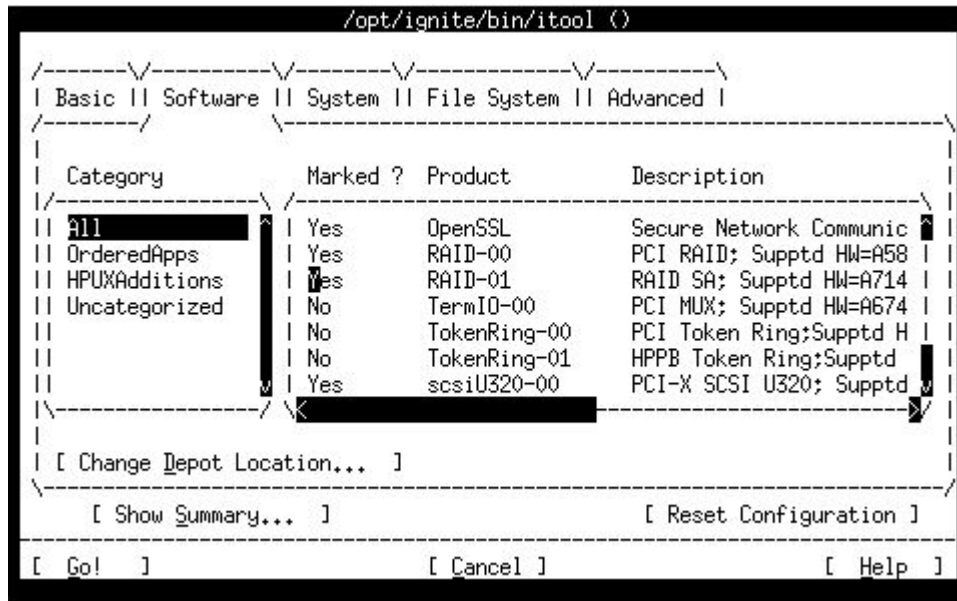 /opt/ignite/bin/itool ()
Basic || Software || System || File System || Advanced
Category Marked ? Product Description
All Yes OpenSSL Secure Network Communic
OrderedApps Yes RAID-00 PCI RAID; Supptd HW=A58
HPUXAdditions Yes RAID-01 RAID SA; Supptd HW=A714
Uncategorized No TermIO-00 PCI MUX; Supptd HW=A674
No TokenRing-00 PCI Token Ring;Supptd H
No TokenRing-01 HPPB Token Ring;Supptd
Yes scsiU320-00 PCI-X SCSI U320; Supptd
[ Change Depot Location... ]
[ Show Summary... ] [ Reset Configuration ]
[ Go! ] [ Cancel ] [ Help ]